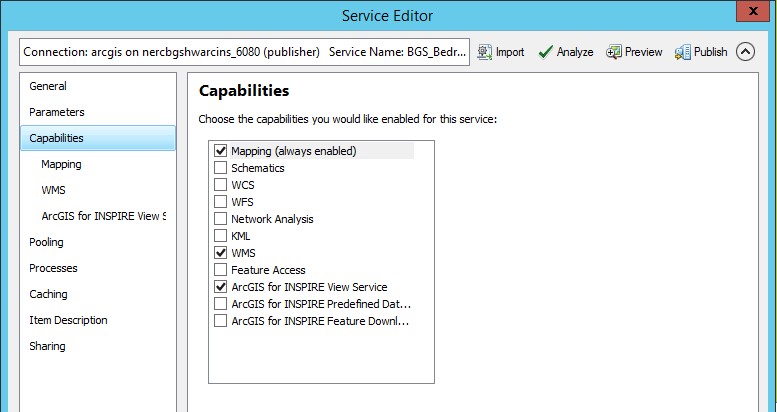 Service Editor
x
Connection: arcgis on nercbgshwarcins_6080 (publisher) Service Name: BGS_Bedr...
Import
Analyze
Preview
Publish
General
Parameters
Capabilities
Mapping
WMS
ArcGIS for INSPIRE View S
Pooling
Processes
Caching
Item Description
Sharing
Capabilities
Choose the capabilities you would like enabled for this service:
Mapping (always enabled)
Schematics
WCS
WFS
Network Analysis
KML
WMS
Feature Access
ArcGIS for INSPIRE View Service
ArcGIS for INSPIRE Predefined Dat...
ArcGIS for INSPIRE Feature Downl...